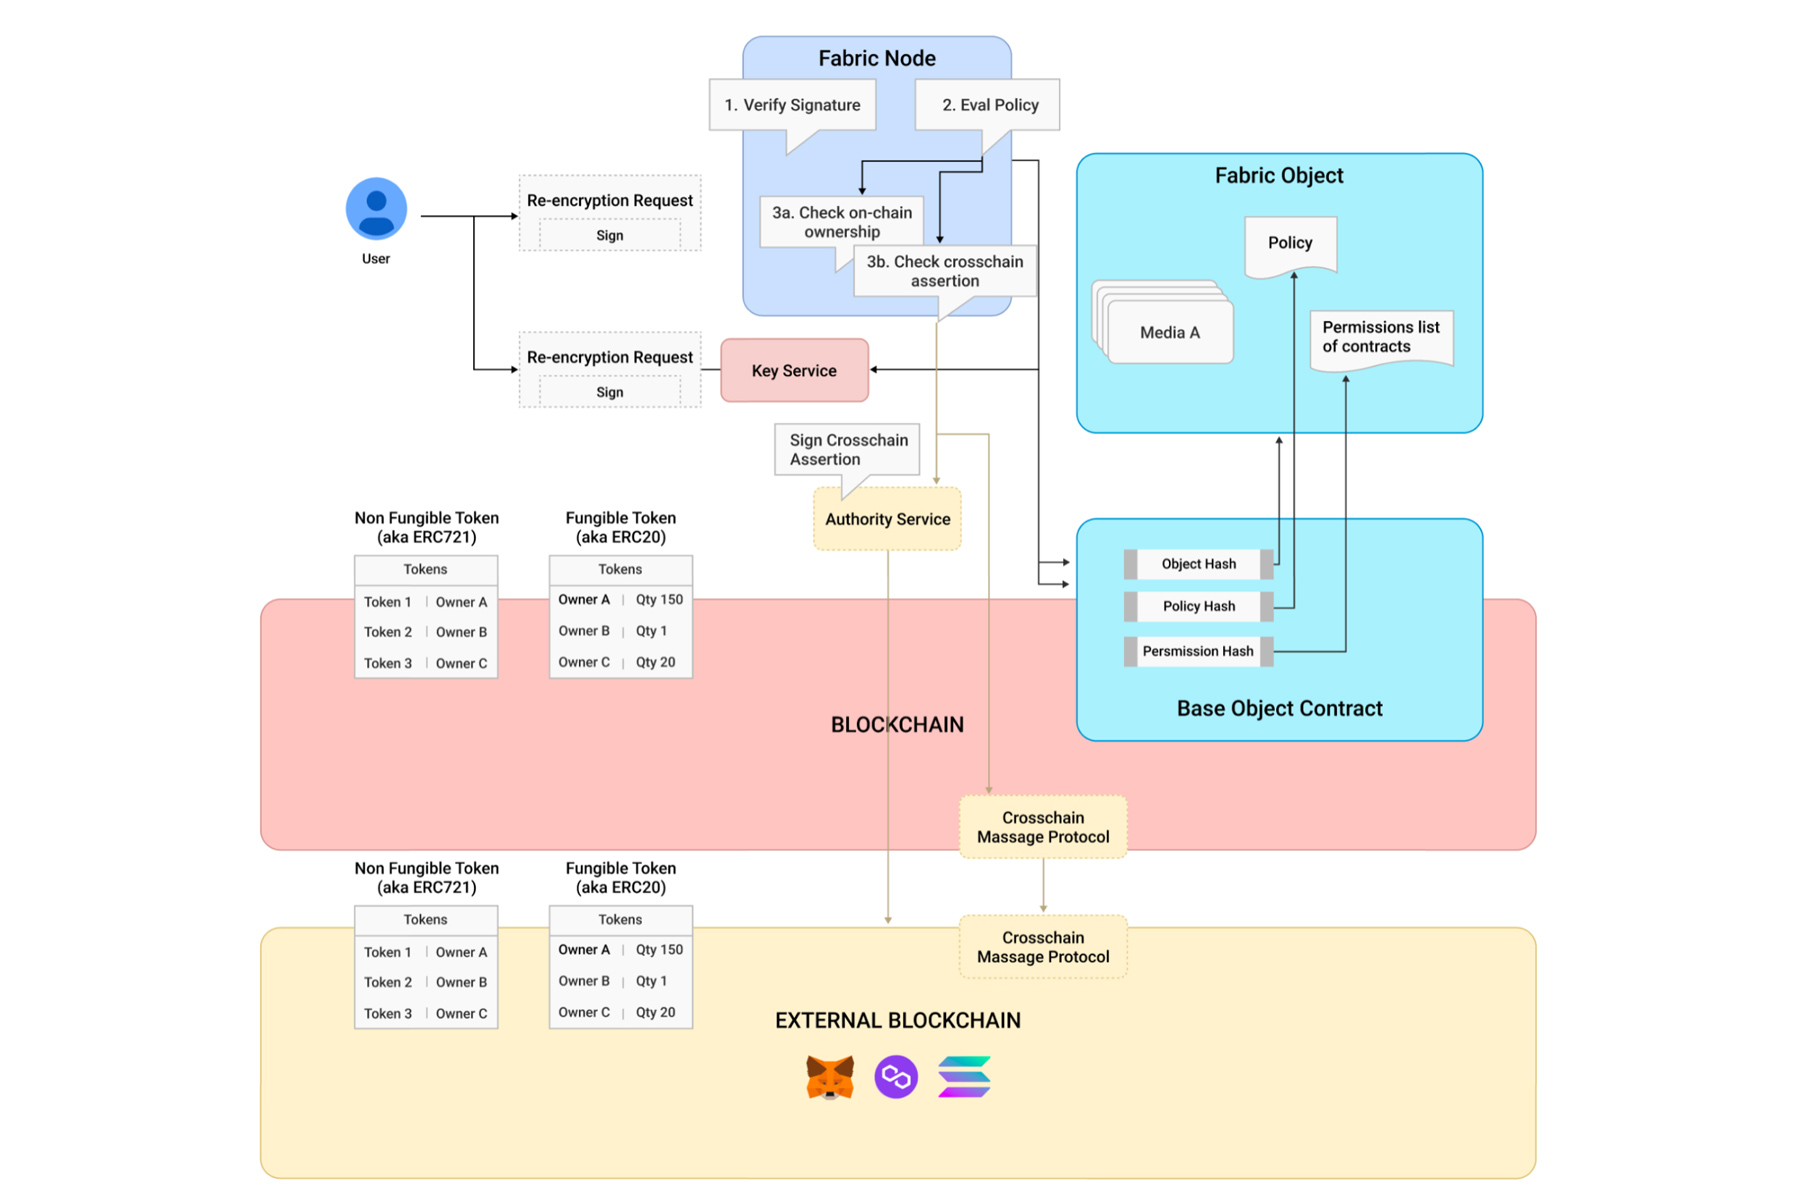 Fabric Node
1. Verify Signature
2. Eval Policy
3a. Check on-chain
ownership
3b. Check crosschain
assertion
User
Re-encryption Request
Sign
Re-encryption Request
Sign
Key Service
Fabric Object
Policy
Media A
Permissions list
of contracts
Sign Crosschain
Assertion
Authority Service
Non Fungible Token
(aka ERC721)
Tokens
Token 1 | Owner A
Token 2 | Owner B
Token 3 | Owner C
Fungible Token
(aka ERC20)
Tokens
Owner A | Qty 150
Owner B | Qty 1
Owner C | Qty 20
Object Hash
Policy Hash
Persmission Hash
Base Object Contract
BLOCKCHAIN
Crosschain
Massage Protocol
Non Fungible Token
(aka ERC721)
Tokens
Token 1 | Owner A
Token 2 | Owner B
Token 3 | Owner C
Fungible Token
(aka ERC20)
Tokens
Owner A | Qty 150
Owner B | Qty 1
Owner C | Qty 20
Crosschain
Massage Protocol
EXTERNAL BLOCKCHAIN